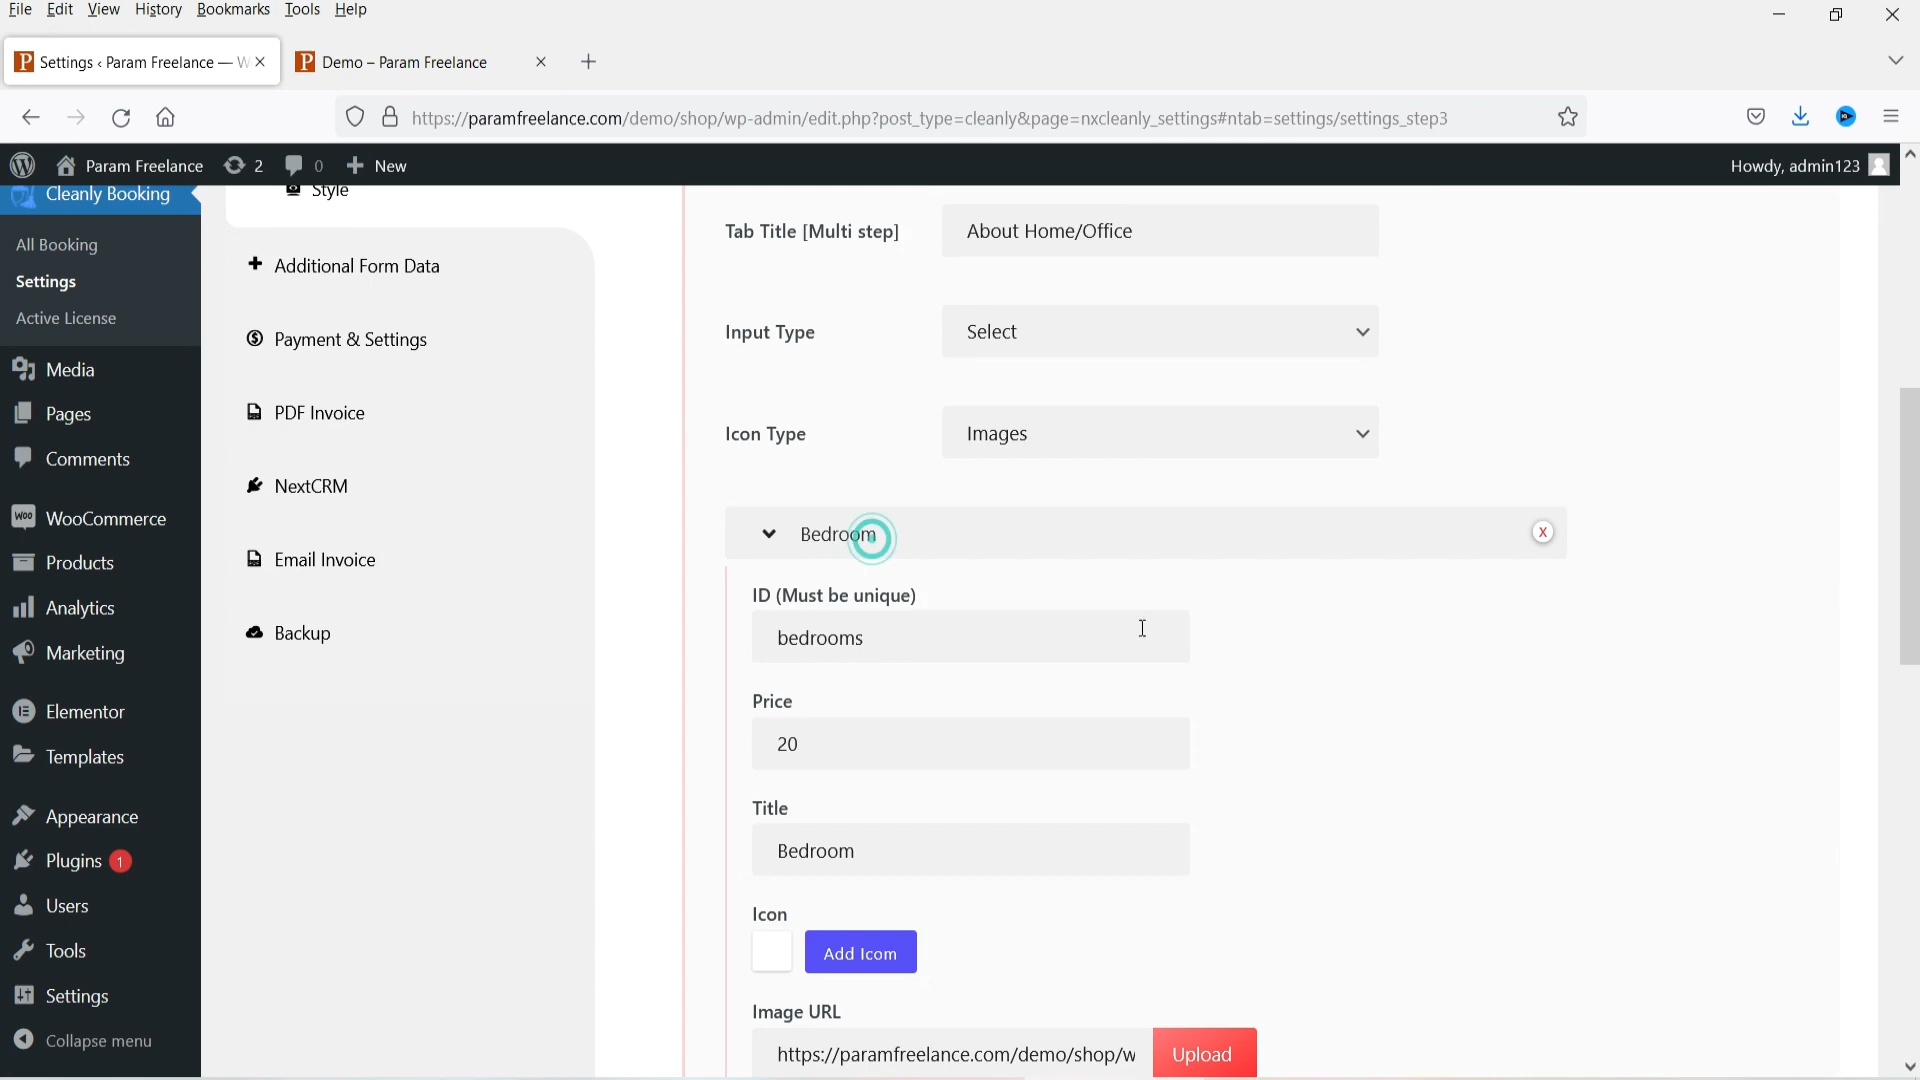 File Edit View History Bookmarks Tools Help
Settings ‹ Param Freelance — W
Demo – Param Freelance
https://paramfreelance.com/demo/shop/wp-admin/edit.php?post_type=cleanly&page=nxcleanly_settings#ntab=settings/settings_step3
Param Freelance 2 0 New
Howdy, admin123
Cleanly Booking
All Booking
Settings
Active License
Media
Pages
Comments
WooCommerce
Products
Analytics
Marketing
Elementor
Templates
Appearance
Plugins 1
Users
Tools
Settings
Collapse menu
Style
Additional Form Data
Payment & Settings
PDF Invoice
NextCRM
Email Invoice
Backup
Tab Title [Multi step] About Home/Office
Input Type Select
Icon Type Images
Bedroom X
ID (Must be unique)
bedrooms
Price
20
Title
Bedroom
Icon
Add Icom
Image URL
https://paramfreelance.com/demo/shop/w Upload